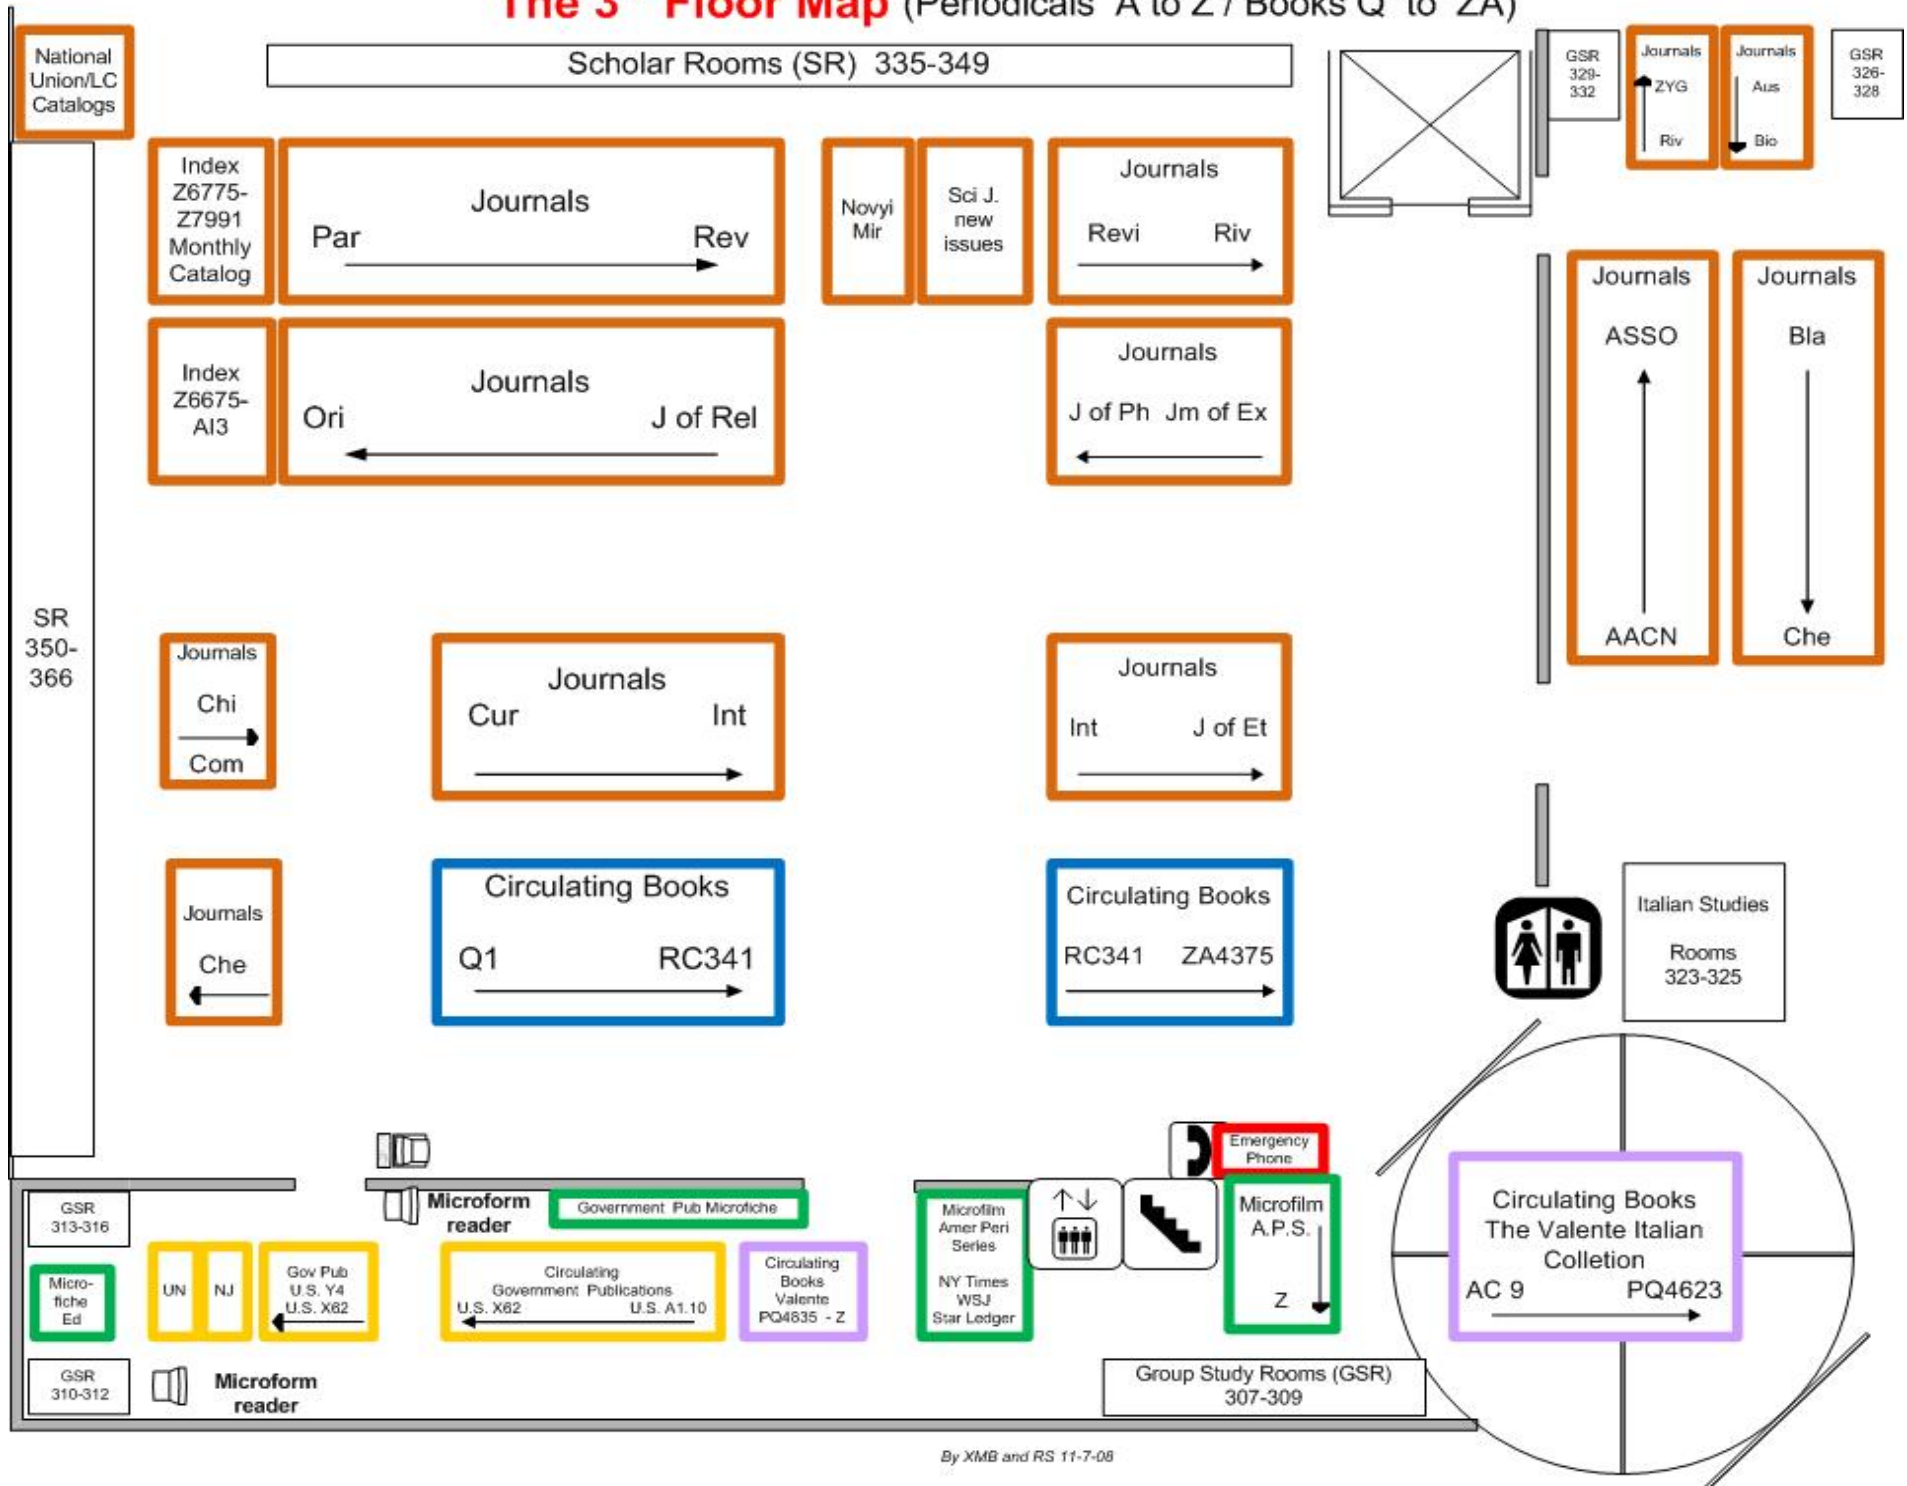 The 3 Floor Map (Periodicals A to Z / Books Q to ZA)
National
Union/LC
Catalogs
Scholar Rooms (SR) 335-349
GSR
329-
332
Journals
ZYG
Riv
Journals
Aus
Bio
GSR
326-
328
Index
Z6775-
Z7991
Monthly
Catalog
Journals
Par Rev
Novyi
Mir
Sci J.
new
issues
Journals
Revi Riv
Journals
ASSO
AACN
Journals
Bla
Che
Index
Z6675-
AI3
Journals
Ori J of Rel
Journals
J of Ph Jm of Ex
SR
350-
366
Journals
Chi
Com
Journals
Cur Int
Journals
Int J of Et
Journals
Che
Circulating Books
Q1 RC341
Circulating Books
RC341 ZA4375
Italian Studies
Rooms
323-325
Emergency
Phone
GSR
313-316
Microform
reader
Government Pub Microfiche
Microfilm
Amer Peri
Series
NY Times
WSJ
Star Ledger
Microfilm
A.P.S.
Z
Circulating Books
The Valente Italian
Colletion
AC 9 PQ4623
Micro-
fiche
Ed
UN
NJ
Gov Pub
U.S. Y4
U.S. X62
Circulating
Government Publications
U.S. X62 U.S. A1.10
Circulating
Books
Valente
PQ4835 - Z
GSR
310-312
Microform
reader
Group Study Rooms (GSR)
307-309
By XMB and RS 11-7-08